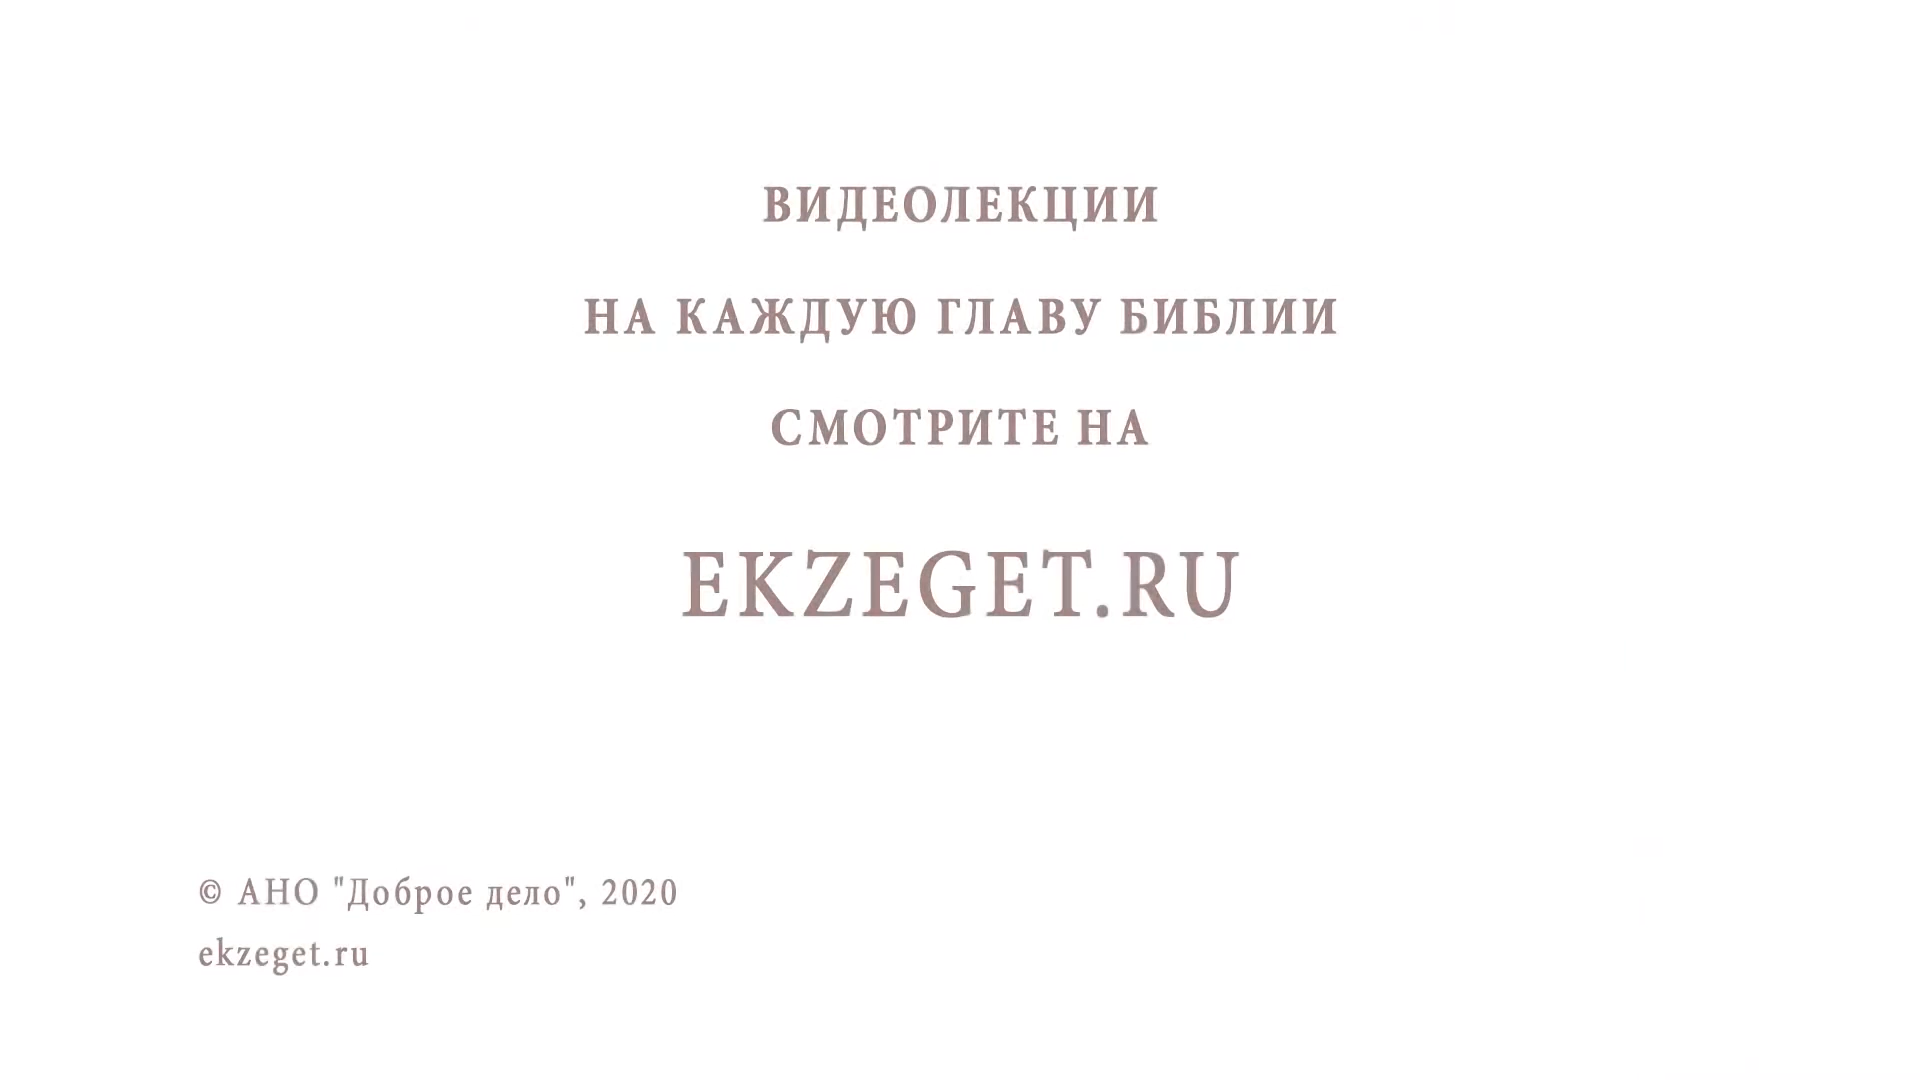 ВИДЕОЛЕКЦИИ
НА КАЖДУЮ ГЛАВУ БИБЛИИ
СМОТРИТЕ НА
EKZEGET.RU
© АНО "Доброе дело", 2020
ekzeget.ru